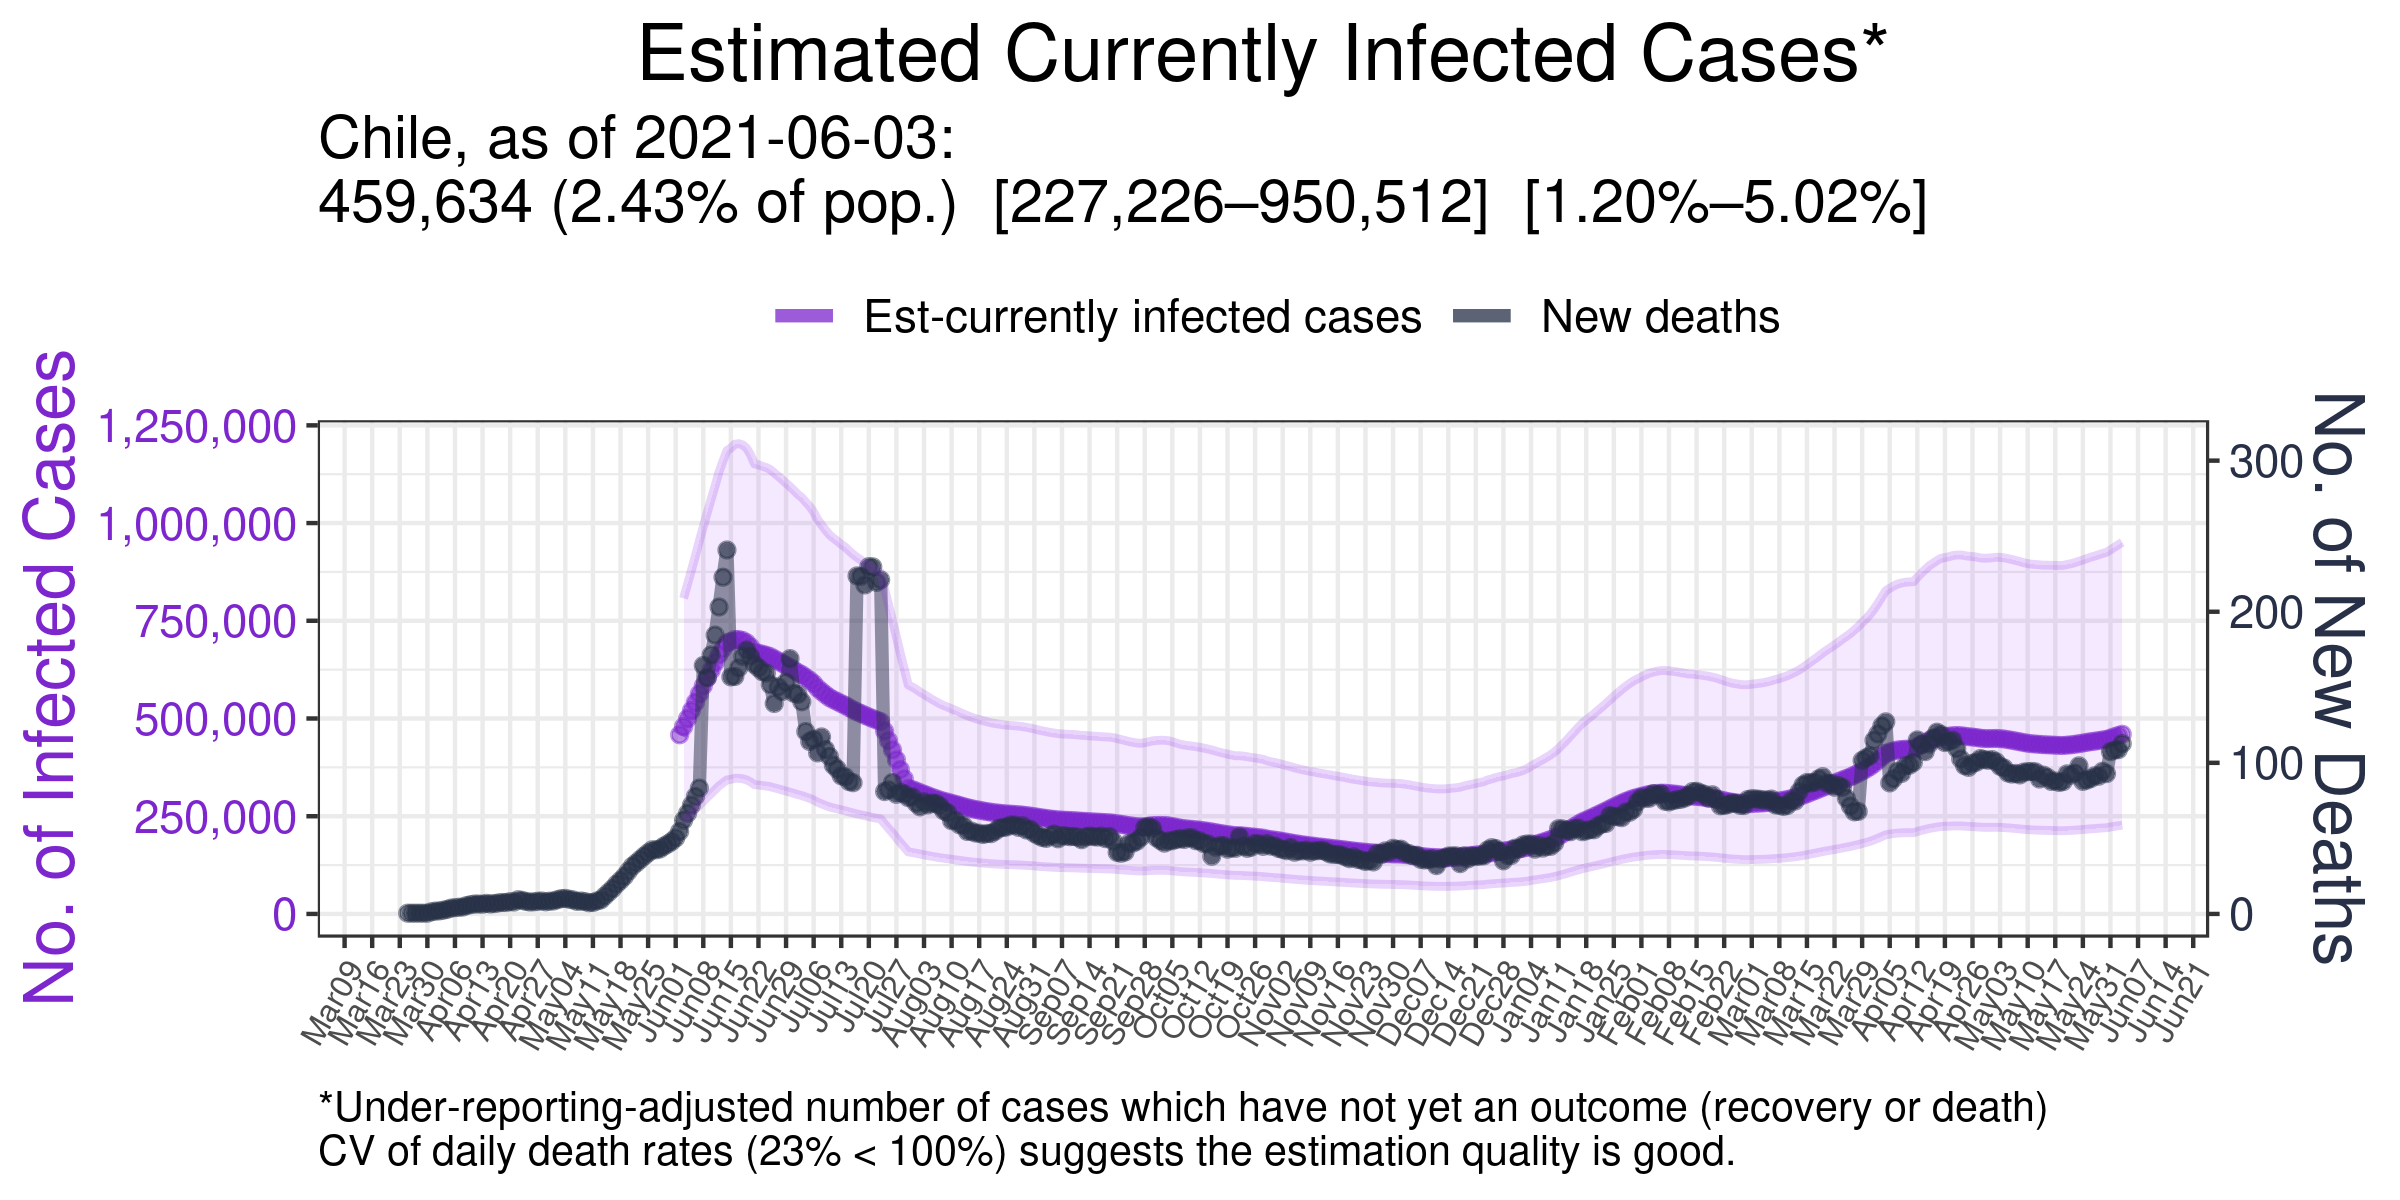 Estimated Currently Infected Cases*
Chile, as of 2021-06-03:
459,634 (2.43% of pop.) [227,226–950,512] [1.20%–5.02%]
Est-currently infected cases
New deaths
No. of Infected Cases
1,250,000
1,000,000
750,000
500,000
250,000
0
No. of New Deaths
300
200
100
0
Mar09
Mar16
Mar23
Mar30
Apr06
Apr13
Apr20
Apr27
May04
May11
May18
May25
Jun01
Jun08
Jun15
Jun22
Jun29
Jul06
Jul13
Jul20
Jul27
Aug03
Aug10
Aug17
Aug24
Aug31
Sep07
Sep14
Sep21
Sep28
Oct05
Oct12
Oct19
Oct26
Nov02
Nov09
Nov16
Nov23
Nov30
Dec07
Dec14
Dec21
Dec28
Jan04
Jan11
Jan18
Jan25
Feb01
Feb08
Feb15
Feb22
Mar01
Mar08
Mar15
Mar22
Mar29
Apr05
Apr12
Apr19
Apr26
May03
May10
May17
May24
May31
Jun07
Jun14
Jun21
*Under-reporting-adjusted number of cases which have not yet an outcome (recovery or death)
CV of daily death rates (23% < 100%) suggests the estimation quality is good.